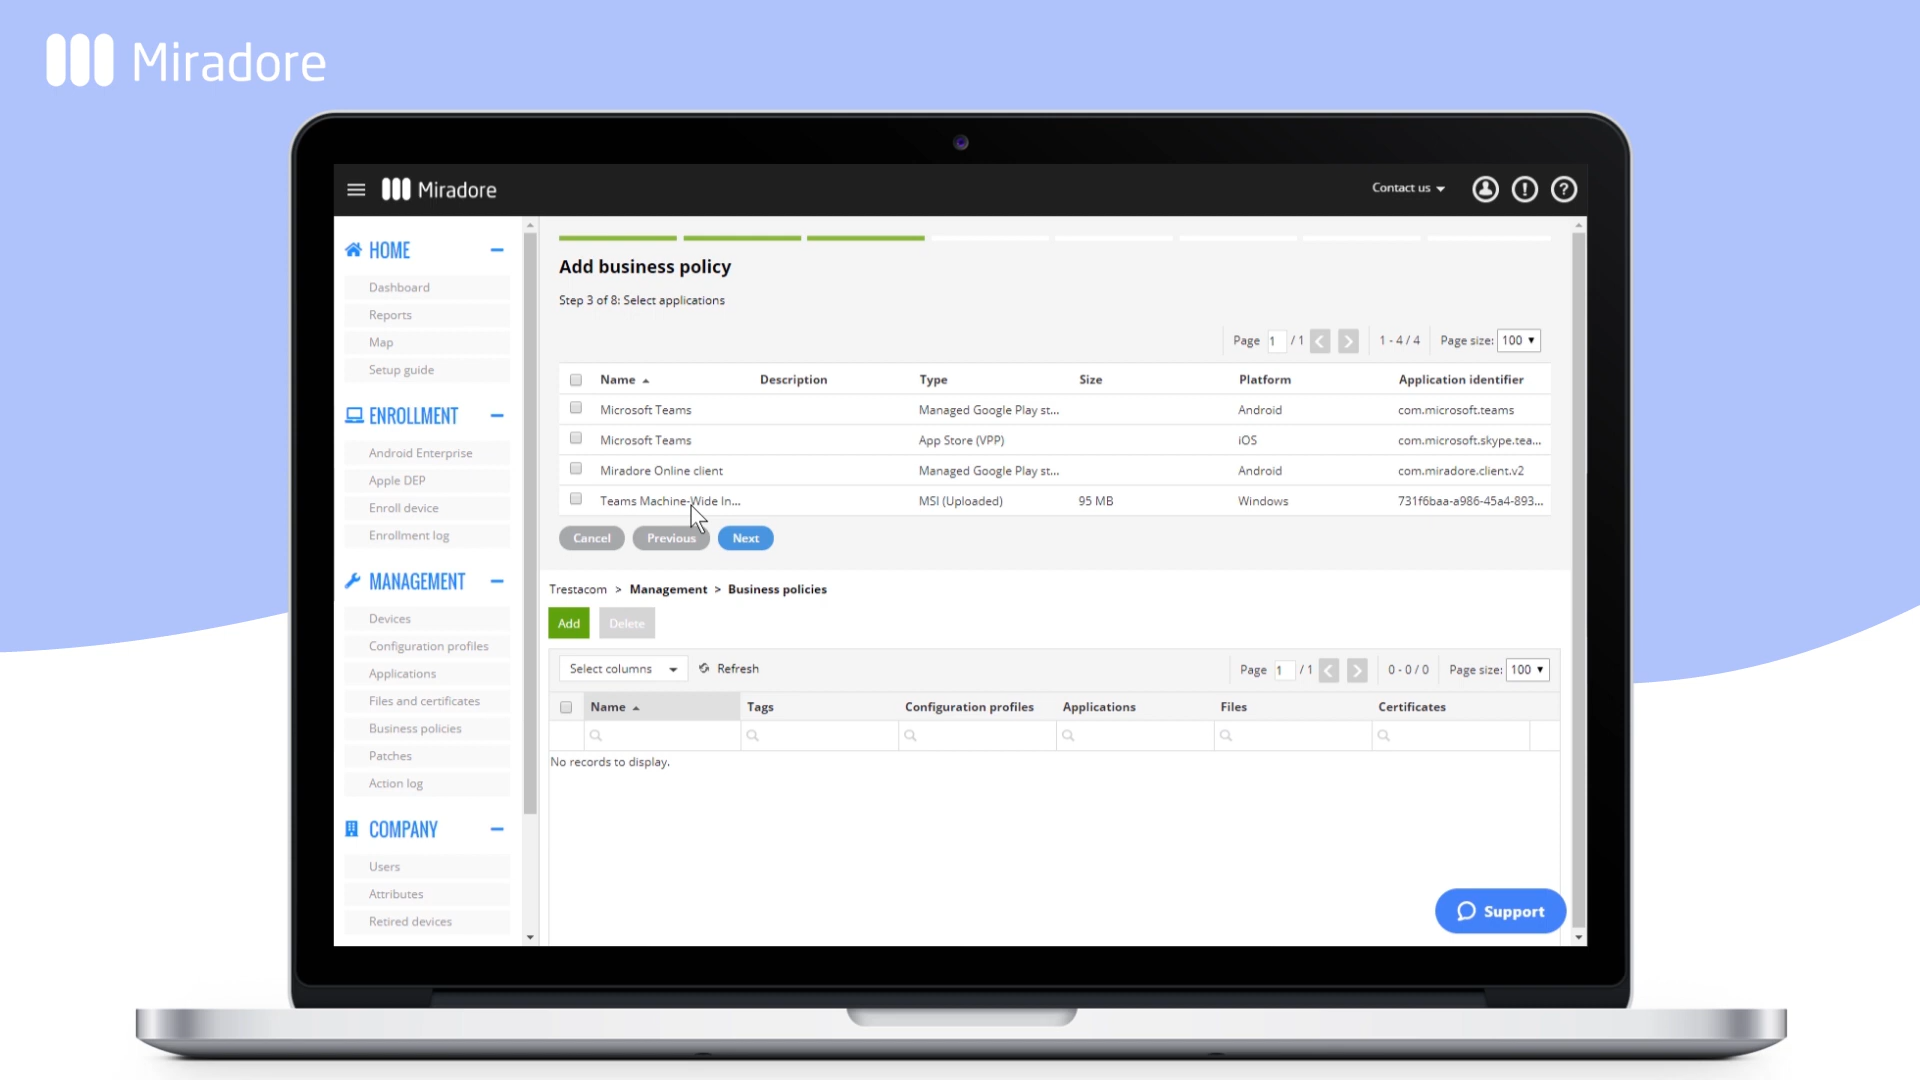 Miradore
Miradore
Contact us
HOME
Dashboard
Reports
Map
Setup guide
ENROLLMENT
Android Enterprise
Apple DEP
Enroll device
Enrollment log
MANAGEMENT
Devices
Configuration profiles
Applications
Files and certificates
Business policies
Patches
Action log
COMPANY
Users
Attributes
Retired devices
Add business policy
Step 3 of 8: Select applications
Page 1 / 1 1 - 4 / 4 Page size: 100
Name Description Type Size Platform Application identifier
Microsoft Teams Managed Google Play st... Android com.microsoft.teams
Microsoft Teams App Store (VPP) iOS com.microsoft.skype.tea...
Miradore Online client Managed Google Play st... Android com.miradore.client.v2
Teams Machine-Wide In... MSI (Uploaded) 95 MB Windows 731f6baa-a986-45a4-893...
Cancel Previous Next
Trestacom > Management > Business policies
Add Delete
Select columns Refresh Page 1 / 1 0 - 0 / 0 Page size: 100
Name Tags Configuration profiles Applications Files Certificates
No records to display.
Support